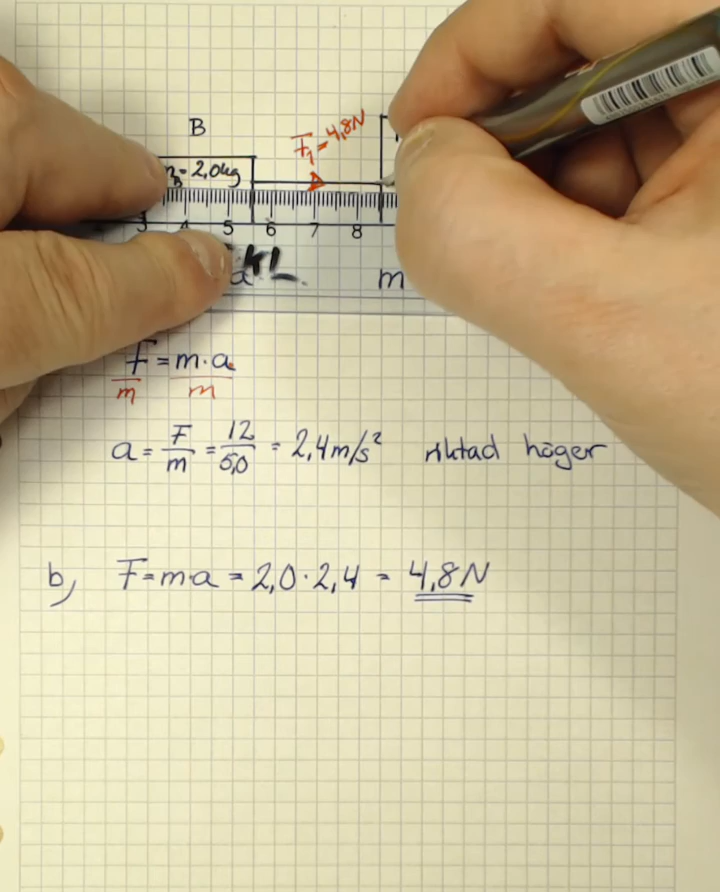 B
F₁ = 4,8N
m_B = 2,0kg
3 4 5 6 7 8
m
F = m·a
m m
a = F/m = 12/5,0 = 2,4 m/s² riktad höger
b, F=m·a = 2,0·2,4 = 4,8N